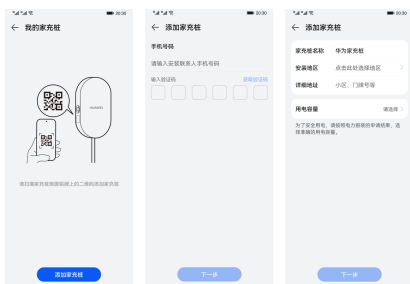 20:30
我的家充桩
HUAWEI
请扫描家充桩侧面贴纸上的二维码添加家充桩
添加家充桩
20:30
添加家充桩
手机号码
请输入安装联系人手机号码
输入验证码
获取验证码
下一步
20:30
添加家充桩
家充桩名称 华为家充桩
安装地区 点击此处选择地区
详细地址 小区、门牌号等
用电容量 请选择
为了安全用电，请按照电力报装的申请结果，选
择准确的用电容量。
下一步